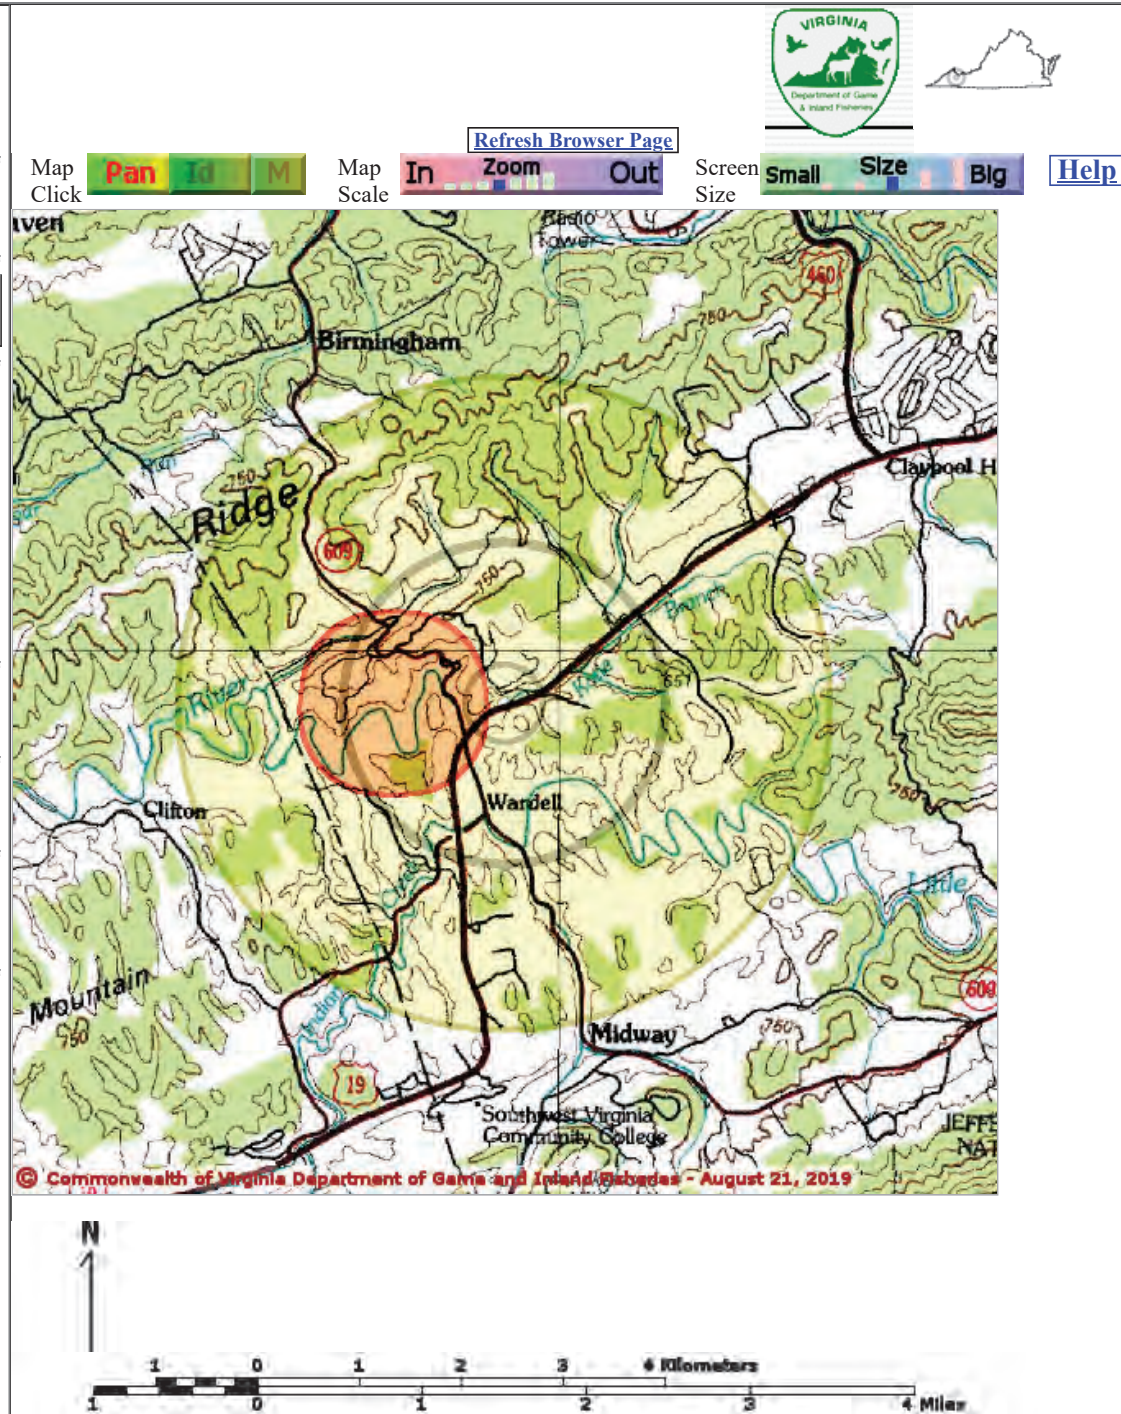 VIRGINIA
Department of Game
& Inland Fisheries
Refresh Browser Page
Map Click Pan Id M
Map Scale In Zoom Out
Screen Size Small Size Big
Help
Radio
Tower
460
750
Birmingham
Claypool H
750
Ridge
609
750
Branch
River
651
Clifton
Wardell
750
Little
Creek
Mountain
750
Indian
609
Midway
750
19
Southwest Virginia
Community College
JEFFE
NAT
© Commonwealth of Virginia Department of Game and Inland Fisheries - August 21, 2019
N
1 0 1 2 3 4 Kilometers
1 0 1 2 3 4 Miles